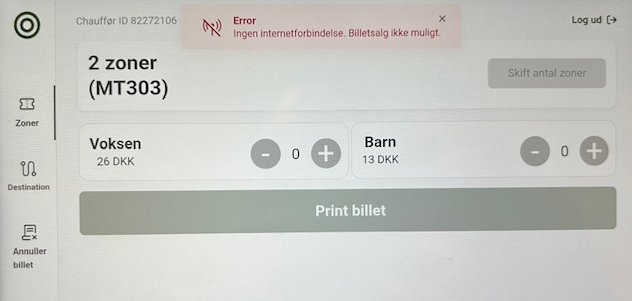 Chauffør ID 82272106
Error
Ingen internetforbindelse. Billetsalg ikke muligt.
Log ud
2 zoner
(MT303)
Skift antal zoner
Zoner
Voksen
26 DKK
- 0 +
Barn
13 DKK
- 0 +
Destination
Print billet
Annuller
billet